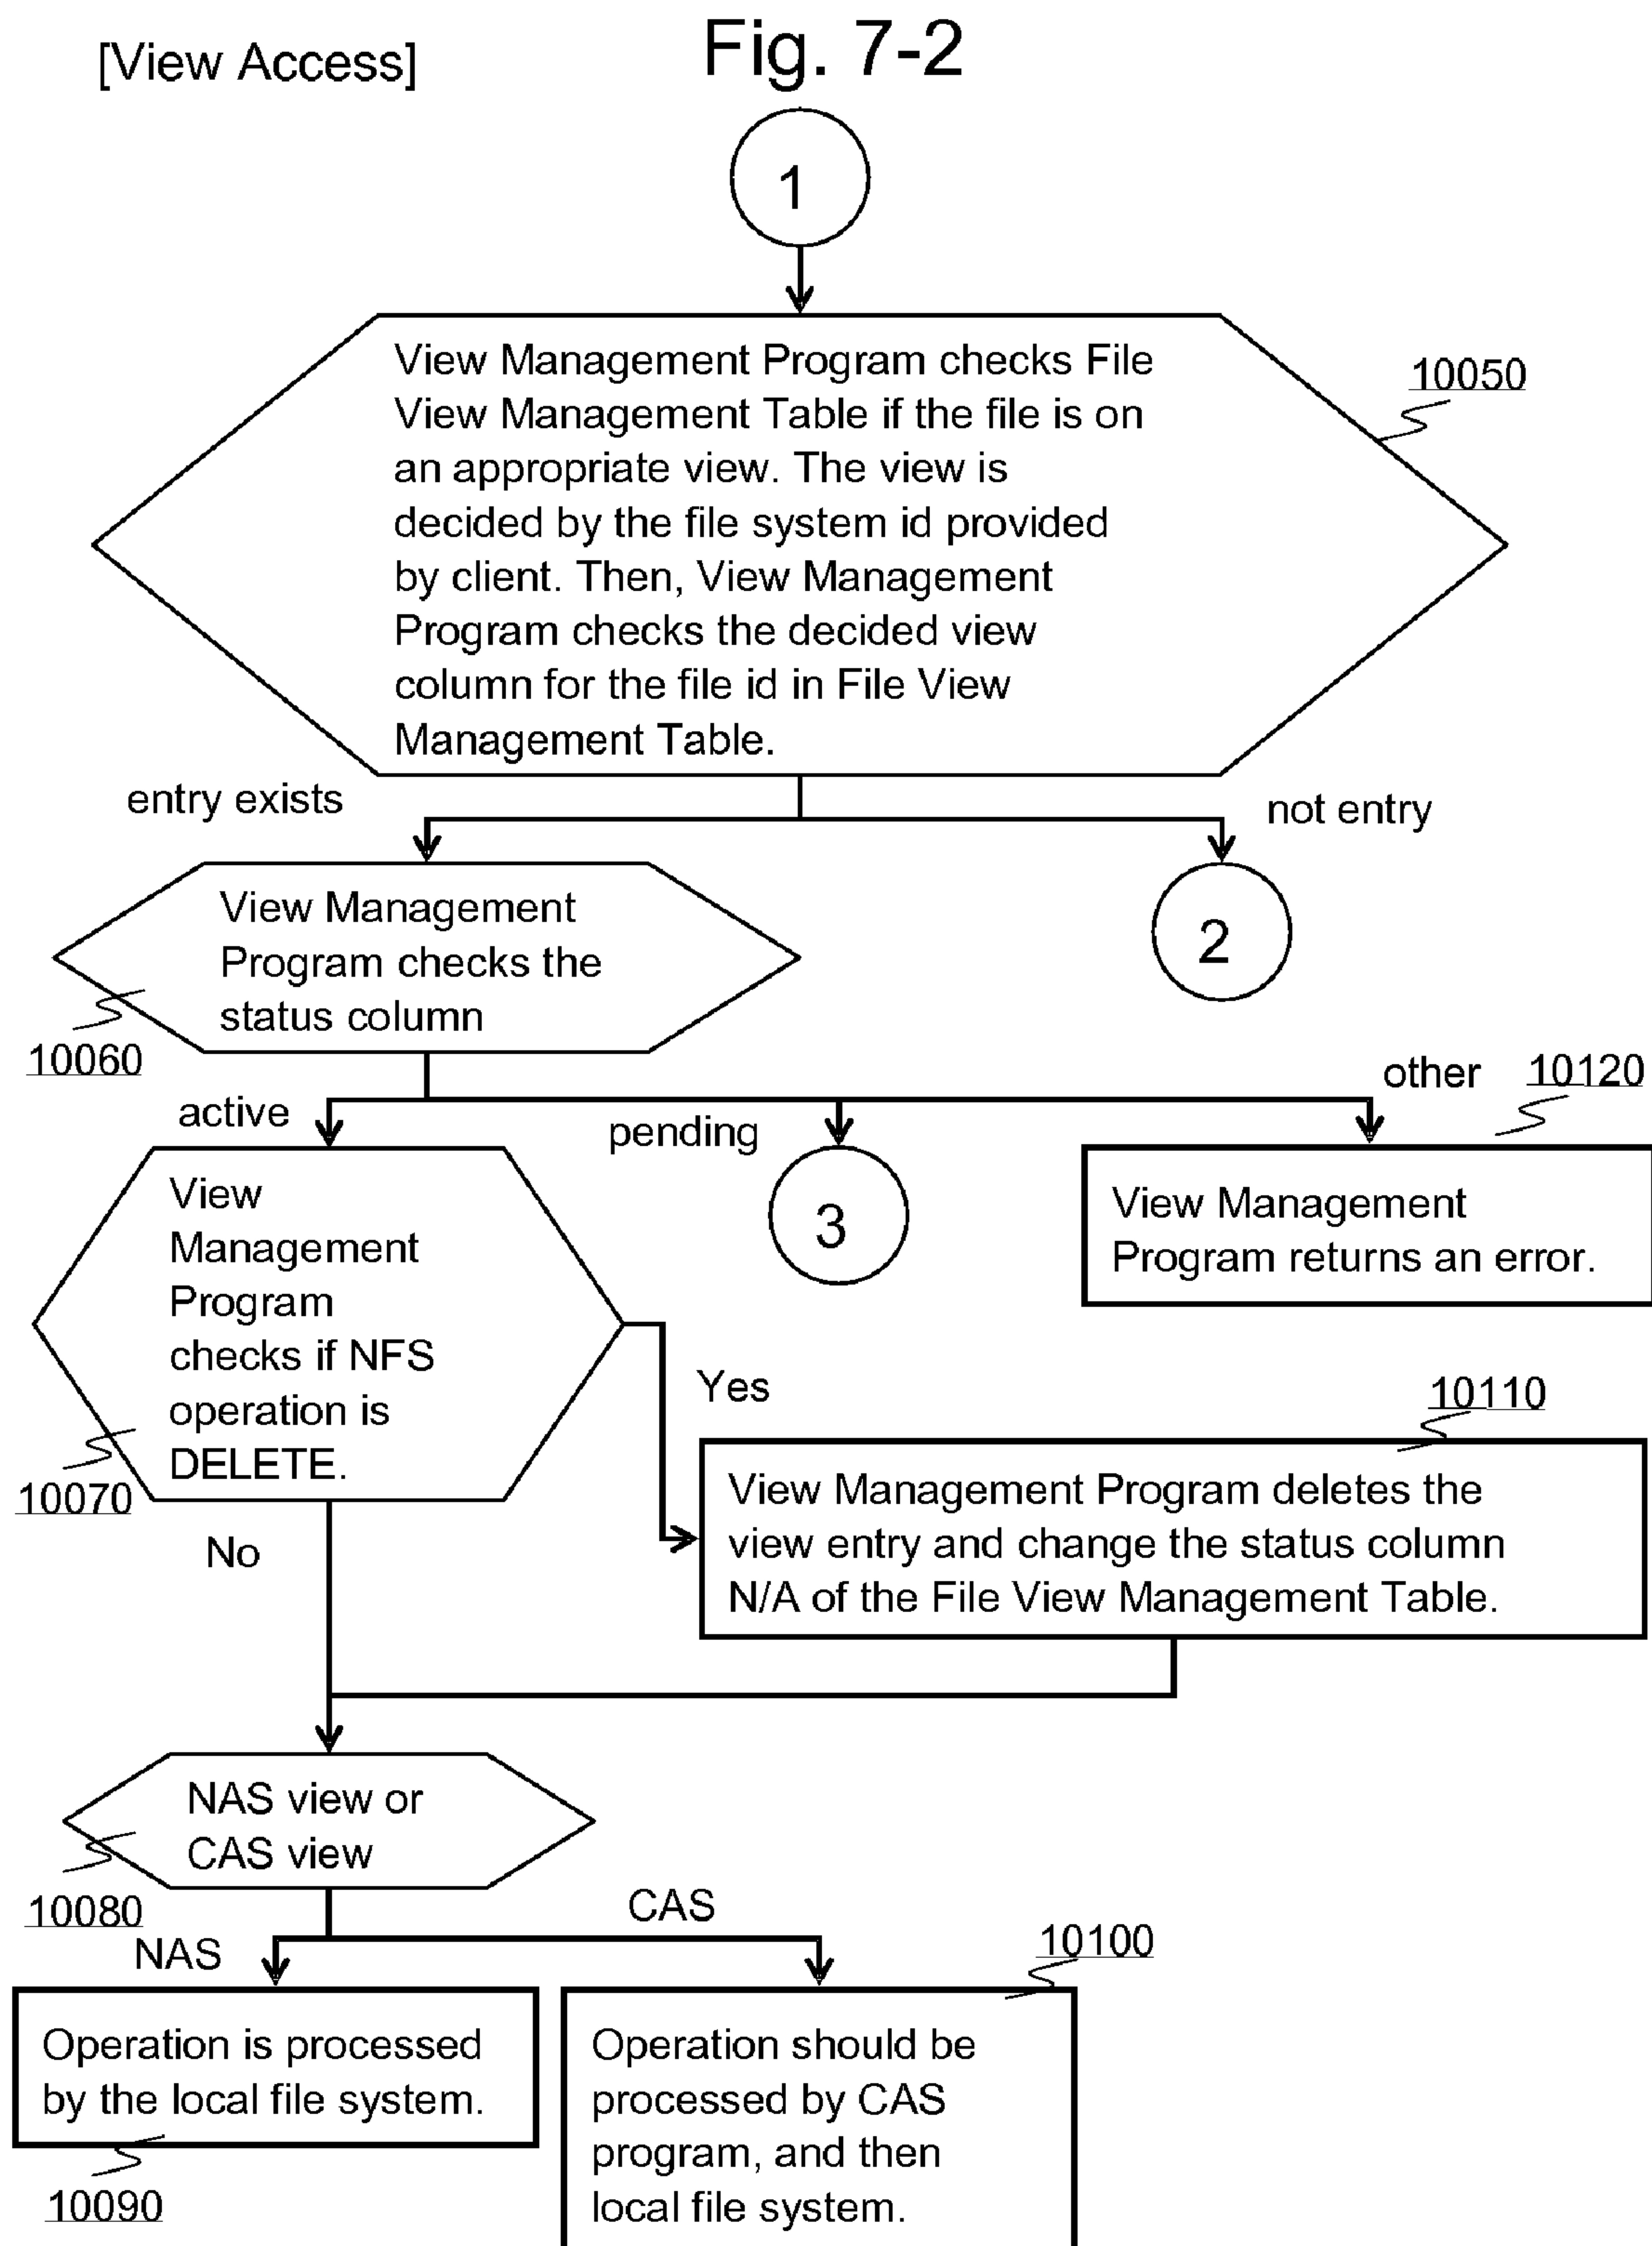 [View Access]
Fig. 7-2
1
View Management Program checks File
View Management Table if the file is on
an appropriate view. The view is
decided by the file system id provided
by client. Then, View Management
Program checks the decided view
column for the file id in File View
Management Table.
10050
entry exists
not entry
View Management
Program checks the
status column
10060
2
active
pending
other
10120
3
View Management
Program returns an error.
View
Management
Program
checks if NFS
operation is
DELETE.
10070
Yes
No
10110
View Management Program deletes the
view entry and change the status column
N/A of the File View Management Table.
NAS view or
CAS view
10080
NAS
CAS
10100
Operation is processed
by the local file system.
10090
Operation should be
processed by CAS
program, and then
local file system.